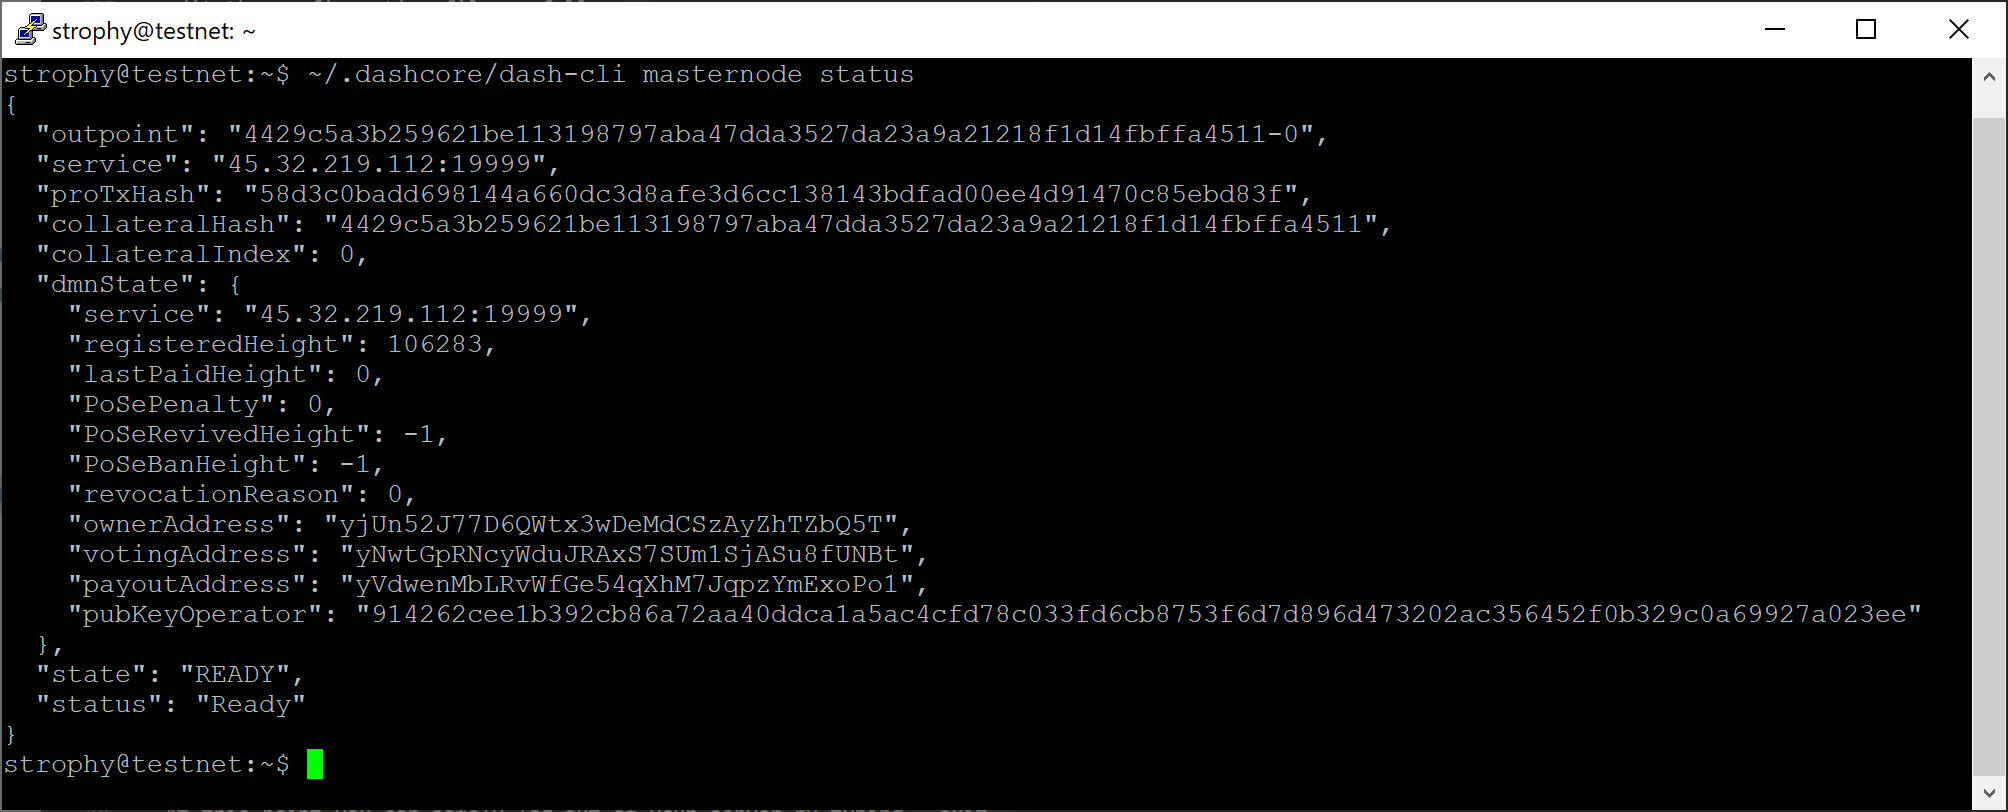 strophy@testnet: ~
strophy@testnet:~$ ~/.dashcore/dash-cli masternode status
{
  "outpoint": "4429c5a3b259621be113198797aba47dda3527da23a9a21218f1d14fbffa4511-0",
  "service": "45.32.219.112:19999",
  "proTxHash": "58d3c0badd698144a660dc3d8afe3d6cc138143bdfad00ee4d91470c85ebd83f",
  "collateralHash": "4429c5a3b259621be113198797aba47dda3527da23a9a21218f1d14fbffa4511",
  "collateralIndex": 0,
  "dmnState": {
    "service": "45.32.219.112:19999",
    "registeredHeight": 106283,
    "lastPaidHeight": 0,
    "PoSePenalty": 0,
    "PoSeRevivedHeight": -1,
    "PoSeBanHeight": -1,
    "revocationReason": 0,
    "ownerAddress": "yjUn52J77D6QWtx3wDeMdCSzAyZhTZbQ5T",
    "votingAddress": "yNwtGpRNcyWduJRAxS7SUm1SjASu8fUNBt",
    "payoutAddress": "yVdwenMbLRvWfGe54qXhM7JqpzYmExoPo1",
    "pubKeyOperator": "914262cee1b392cb86a72aa40ddca1a5ac4cfd78c033fd6cb8753f6d7d896d473202ac356452f0b329c0a69927a023ee"
  },
  "state": "READY",
  "status": "Ready"
}
strophy@testnet:~$